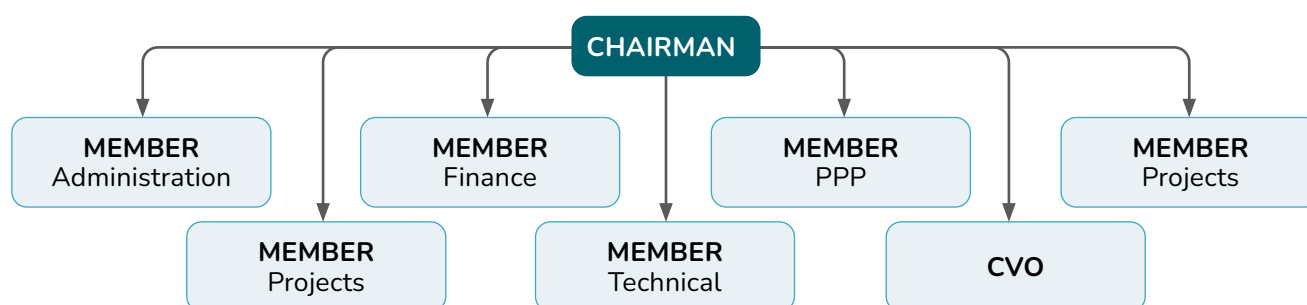 CHAIRMAN
MEMBER
Administration
MEMBER
Finance
MEMBER
PPP
MEMBER
Projects
MEMBER
Projects
MEMBER
Technical
CVO